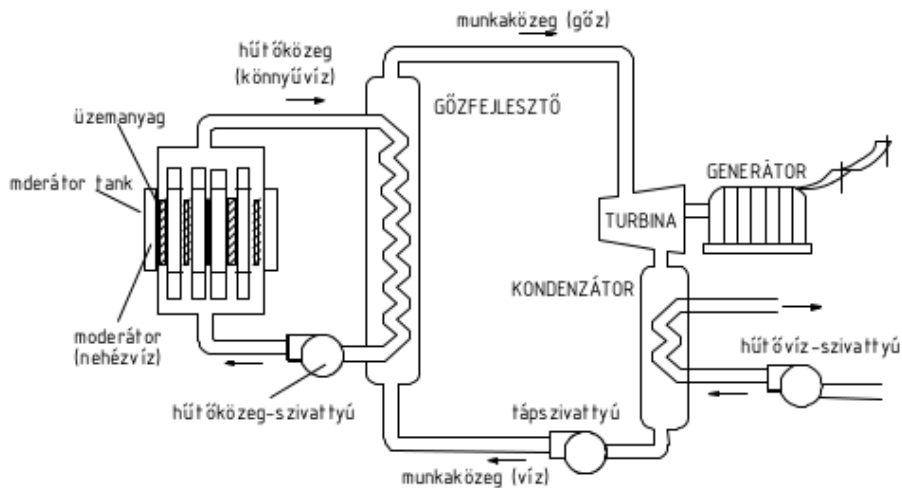 munkaközeg (gőz)
hűtőközeg
(könnyűvíz)
GŐZFEJLESZTŐ
üzemanyag
mderátor tank
GENERÁTOR
TURBINA
KONDENZÁTOR
moderátor
(nehézvíz)
hűtővíz-szivattyú
hűtőközeg-szivattyú
tápszivattyú
munkaközeg (víz)